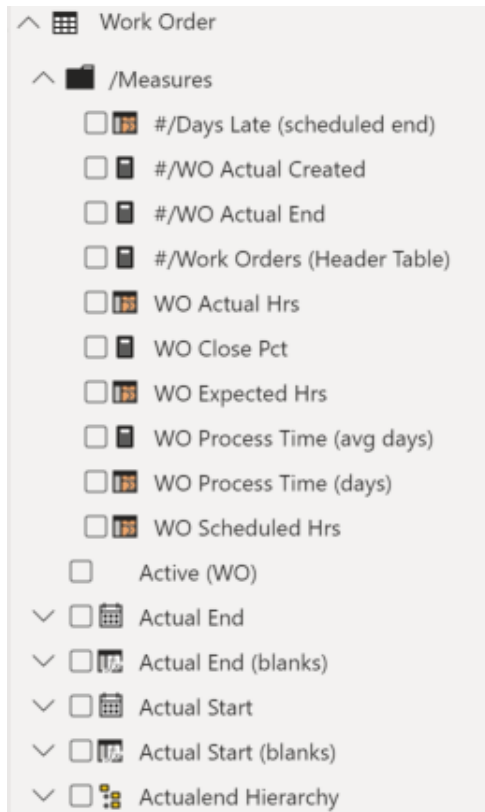 Work Order
/Measures
#/Days Late (scheduled end)
#/WO Actual Created
#/WO Actual End
#/Work Orders (Header Table)
WO Actual Hrs
WO Close Pct
WO Expected Hrs
WO Process Time (avg days)
WO Process Time (days)
WO Scheduled Hrs
Active (WO)
Actual End
Actual End (blanks)
Actual Start
Actual Start (blanks)
Actualend Hierarchy